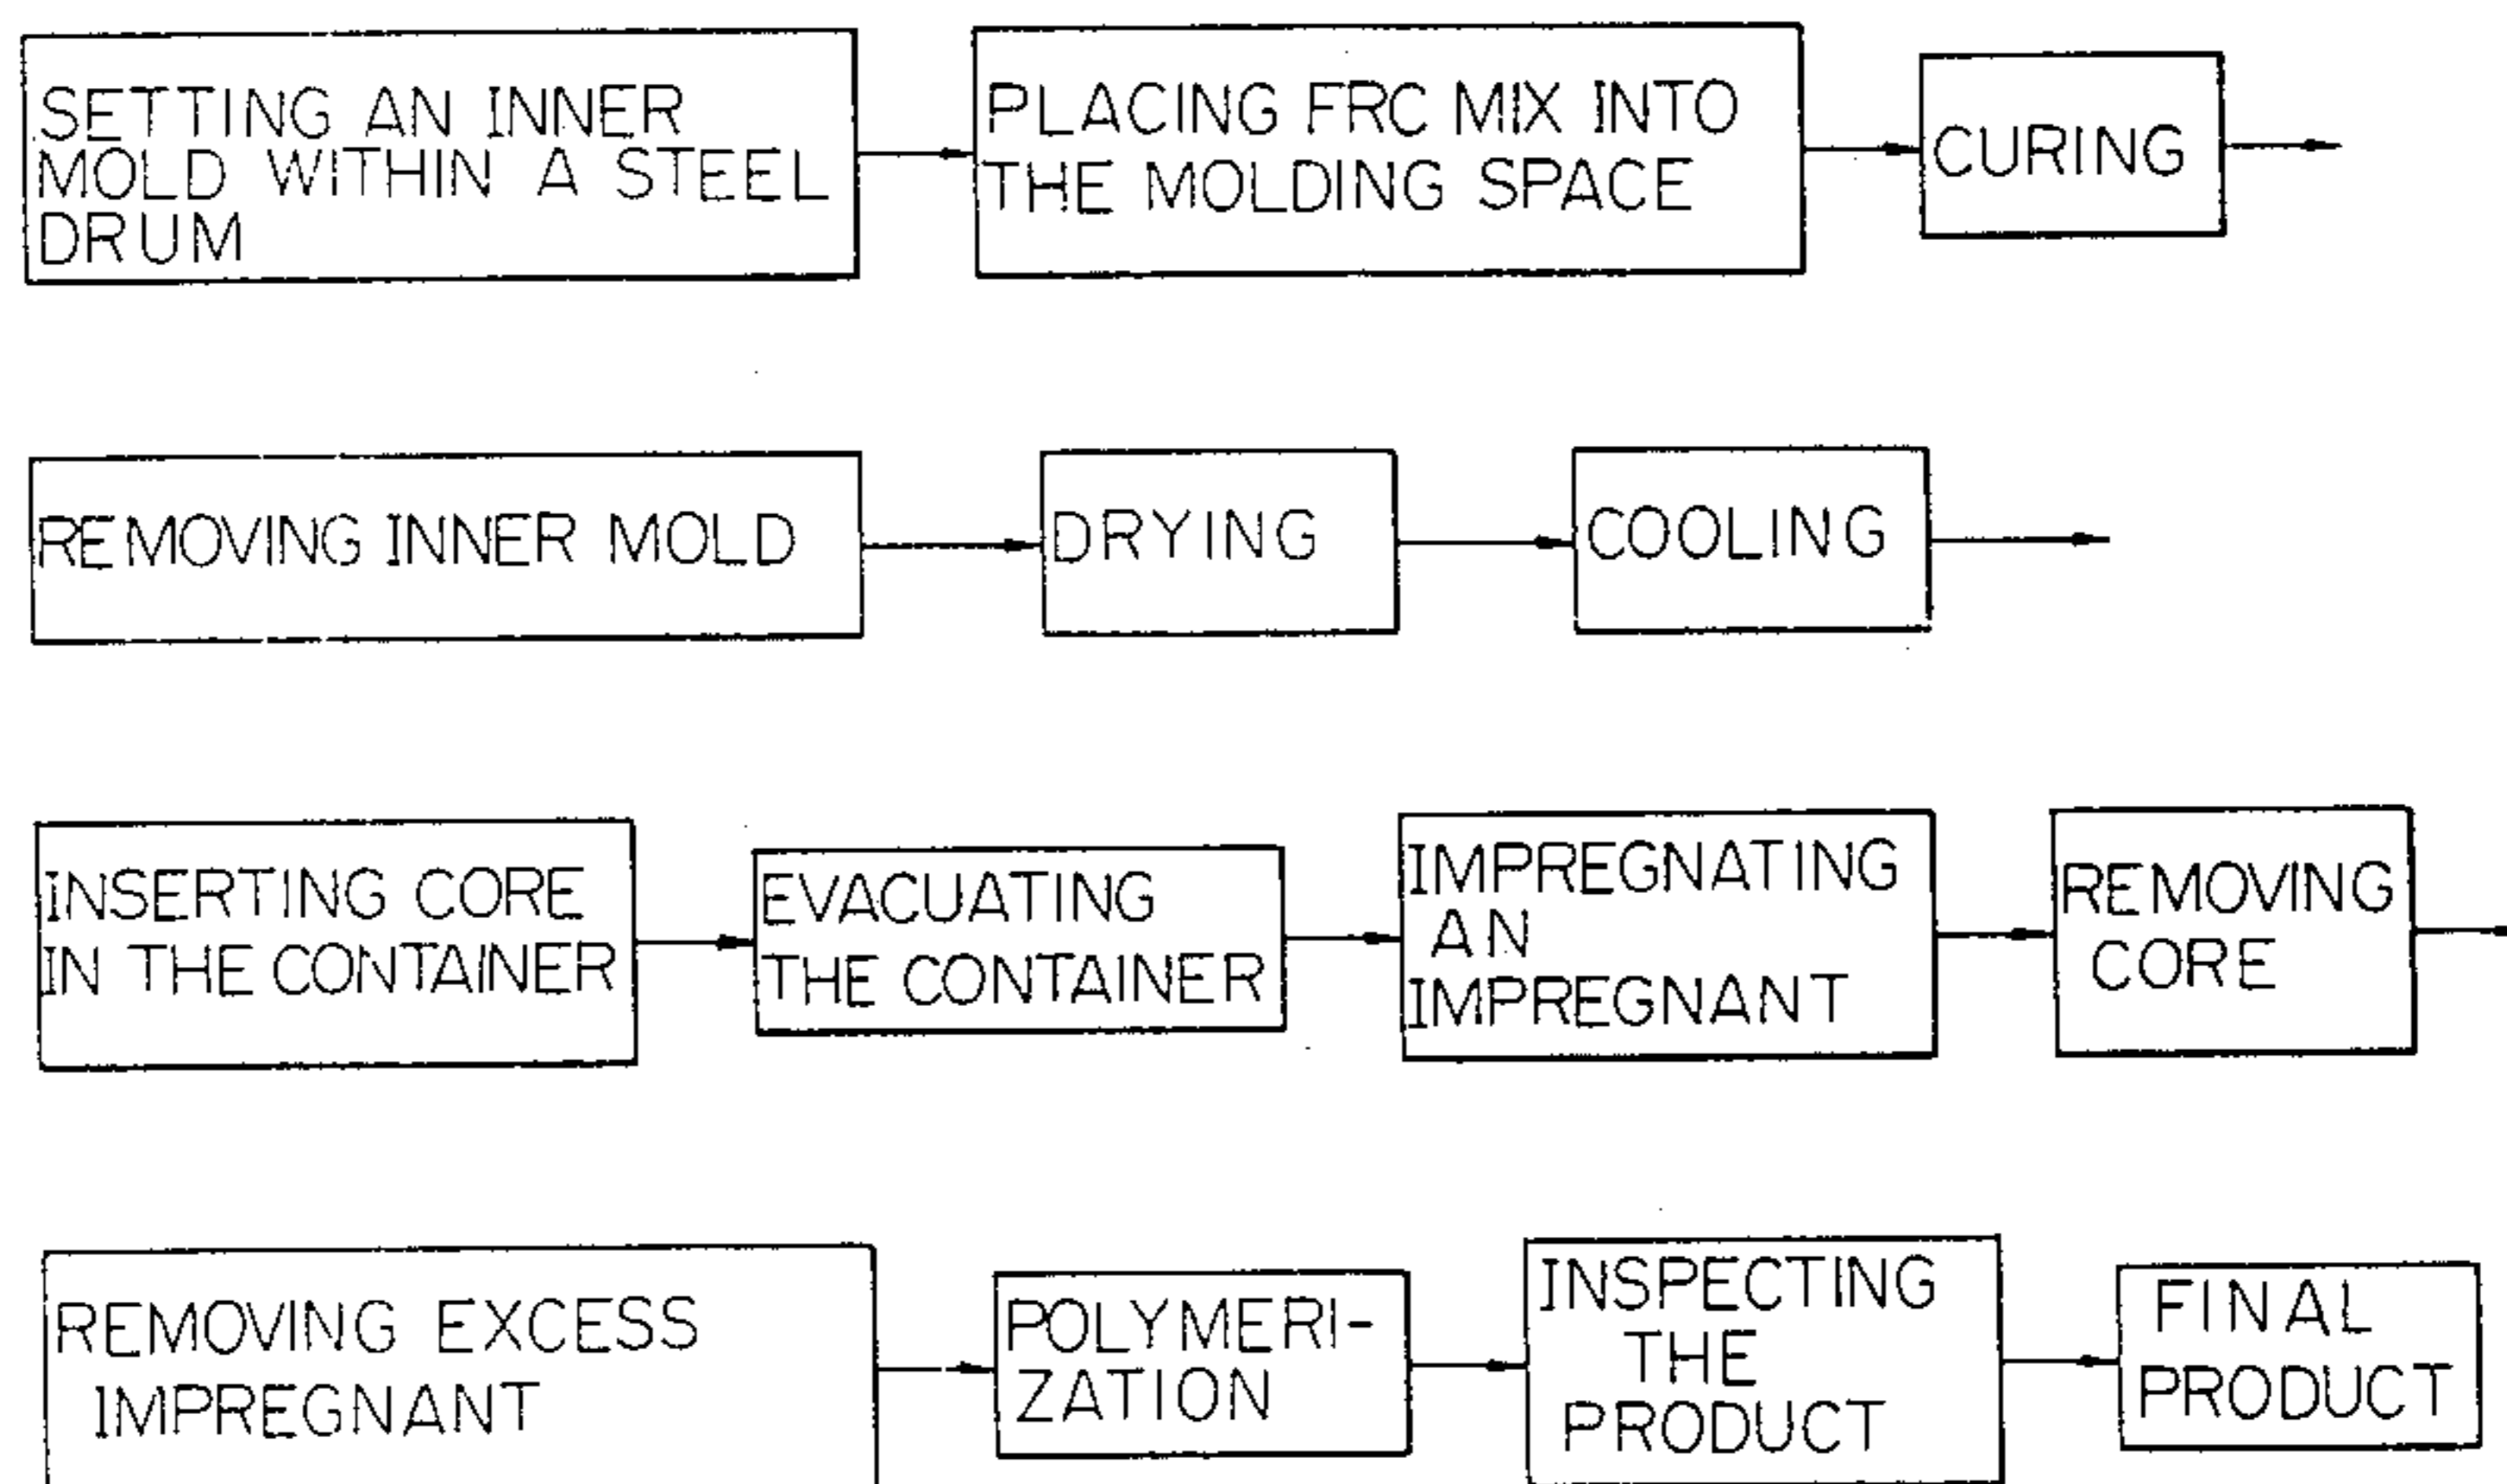 SETTING AN INNER
MOLD WITHIN A STEEL
DRUM
PLACING FRC MIX INTO
THE MOLDING SPACE
CURING
REMOVING INNER MOLD
DRYING
COOLING
INSERTING CORE
IN THE CONTAINER
EVACUATING
THE CONTAINER
IMPREGNATING
AN
IMPREGNANT
REMOVING
CORE
REMOVING EXCESS
IMPREGNANT
POLYMERI-
ZATION
INSPECTING
THE
PRODUCT
FINAL
PRODUCT